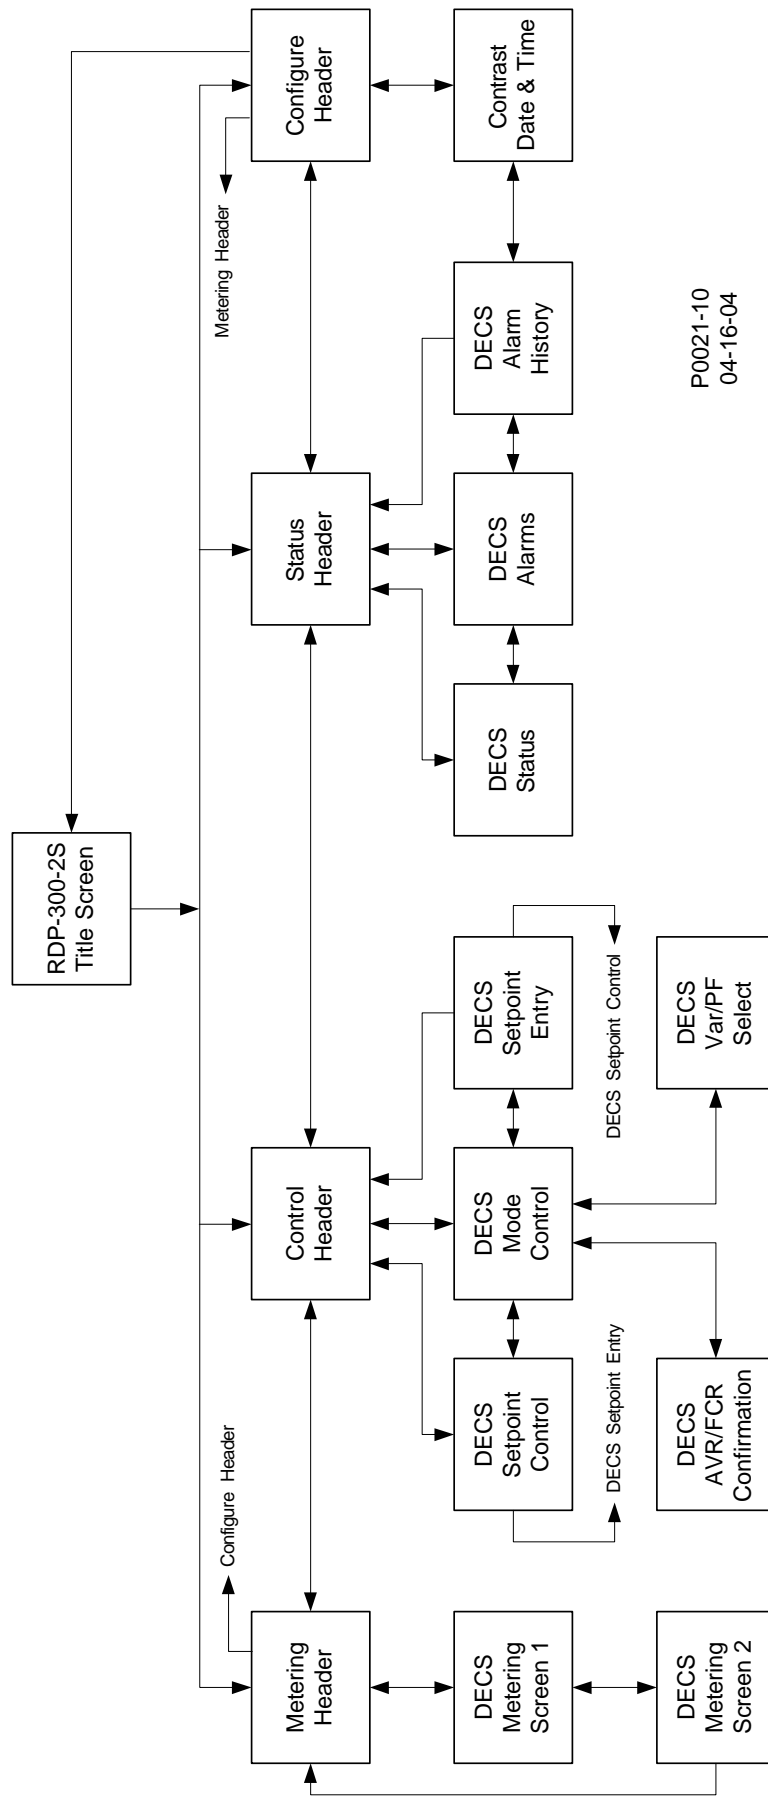 RDP-300-2S
Title Screen
Configure Header
Metering Header
Metering
Header
Control
Header
Status
Header
Configure
Header
DECS
Metering
Screen 1
DECS
Setpoint
Control
DECS
Mode
Control
DECS
Setpoint
Entry
DECS
Status
DECS
Alarms
DECS
Alarm
History
Contrast
Date & Time
DECS Setpoint Entry
DECS Setpoint Control
DECS
Metering
Screen 2
DECS
AVR/FCR
Confirmation
DECS
Var/PF
Select
P0021-10
04-16-04